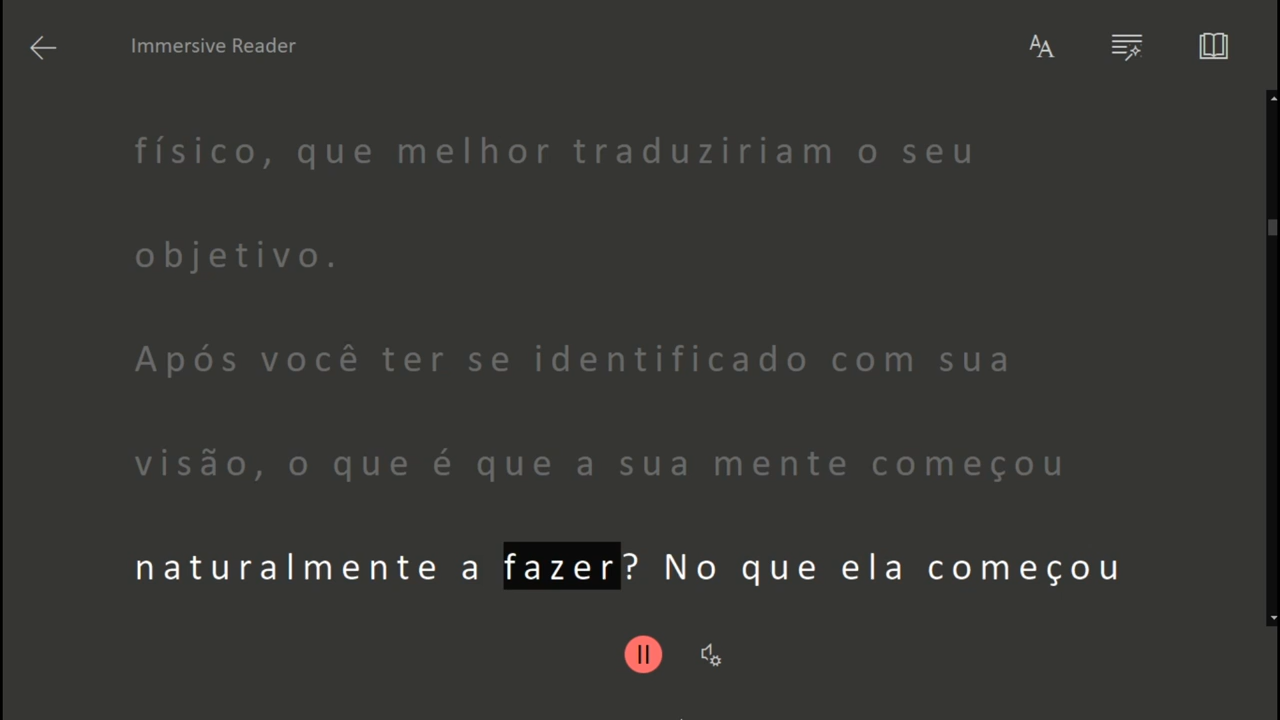 Immersive Reader
físico, que melhor traduziriam o seu
objetivo.
Após você ter se identificado com sua
visão, o que é que a sua mente começou
naturalmente a fazer? No que ela começou